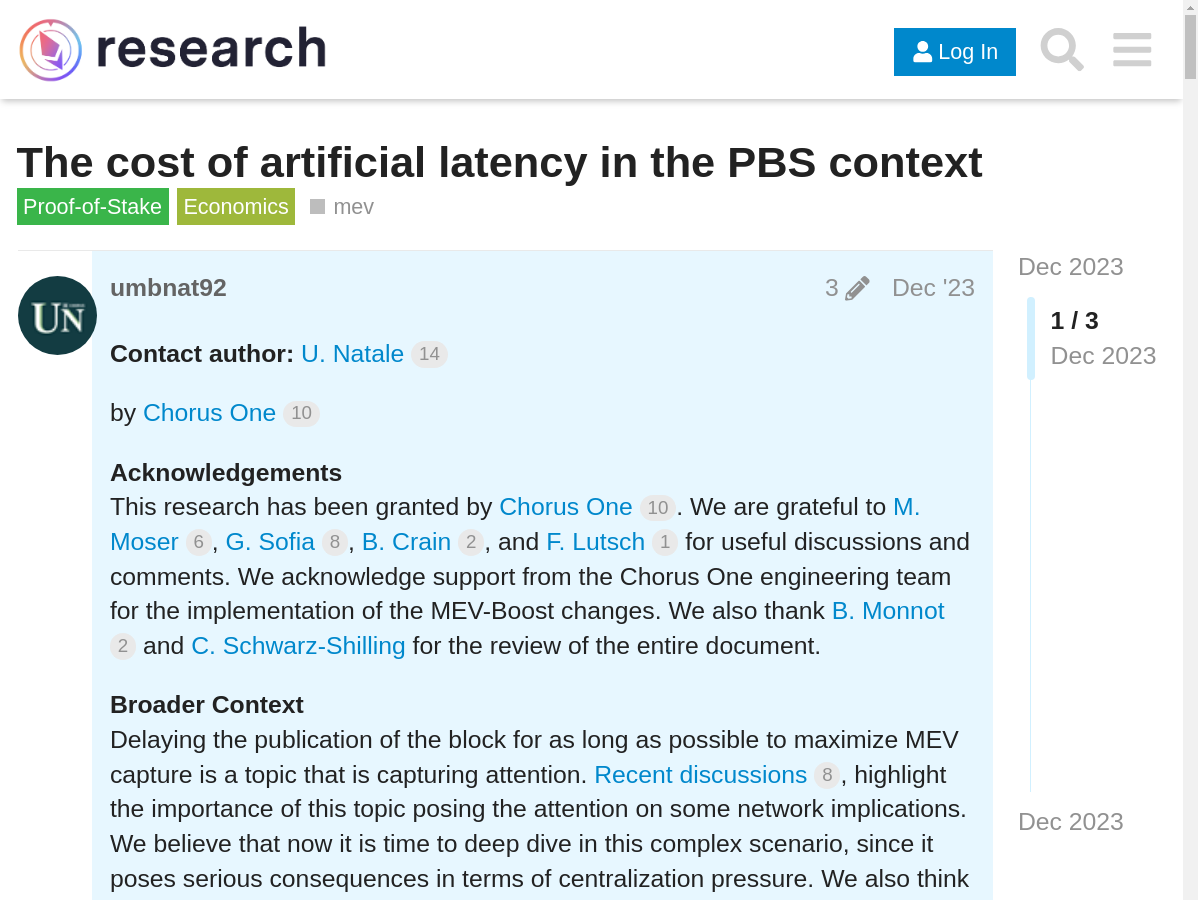 research
Log In
The cost of artificial latency in the PBS context
Proof-of-Stake Economics mev
umbnat92 3 Dec '23
Contact author: U. Natale 14
by Chorus One 10
Acknowledgements
This research has been granted by Chorus One 10. We are grateful to M.
Moser 6, G. Sofia 8, B. Crain 2, and F. Lutsch 1 for useful discussions and
comments. We acknowledge support from the Chorus One engineering team
for the implementation of the MEV-Boost changes. We also thank B. Monnot
2 and C. Schwarz-Shilling for the review of the entire document.
Broader Context
Delaying the publication of the block for as long as possible to maximize MEV
capture is a topic that is capturing attention. Recent discussions 8, highlight
the importance of this topic posing the attention on some network implications.
We believe that now it is time to deep dive in this complex scenario, since it
poses serious consequences in terms of centralization pressure. We also think
UN
Dec 2023
1 / 3
Dec 2023
Dec 2023